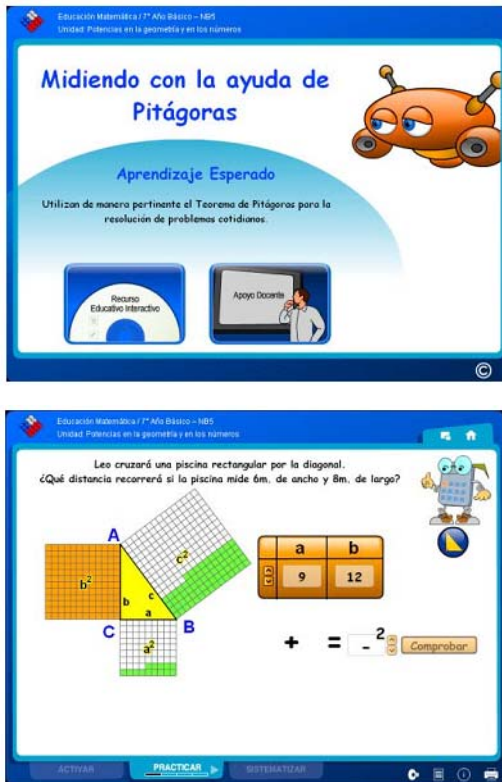 Educación Matemática / 7° Año Básico – NB5
Unidad: Potencias en la geometría y en los números
Midiendo con la ayuda de
Pitágoras
Aprendizaje Esperado
Utilizan de manera pertinente el Teorema de Pitágoras para la
resolución de problemas cotidianos.
Recurso
Educativo Interactivo
Apoyo Docente
©
Educación Matemática / 7° Año Básico – NB5
Unidad: Potencias en la geometría y en los números
Leo cruzará una piscina rectangular por la diagonal.
¿Qué distancia recorrerá si la piscina mide 6m. de ancho y 8m. de largo?
A
c²
b²
b
c
a
C
B
a²
a b
9 12
+ = - ²
Comprobar
ACTIVAR
PRACTICAR
SISTEMATIZAR